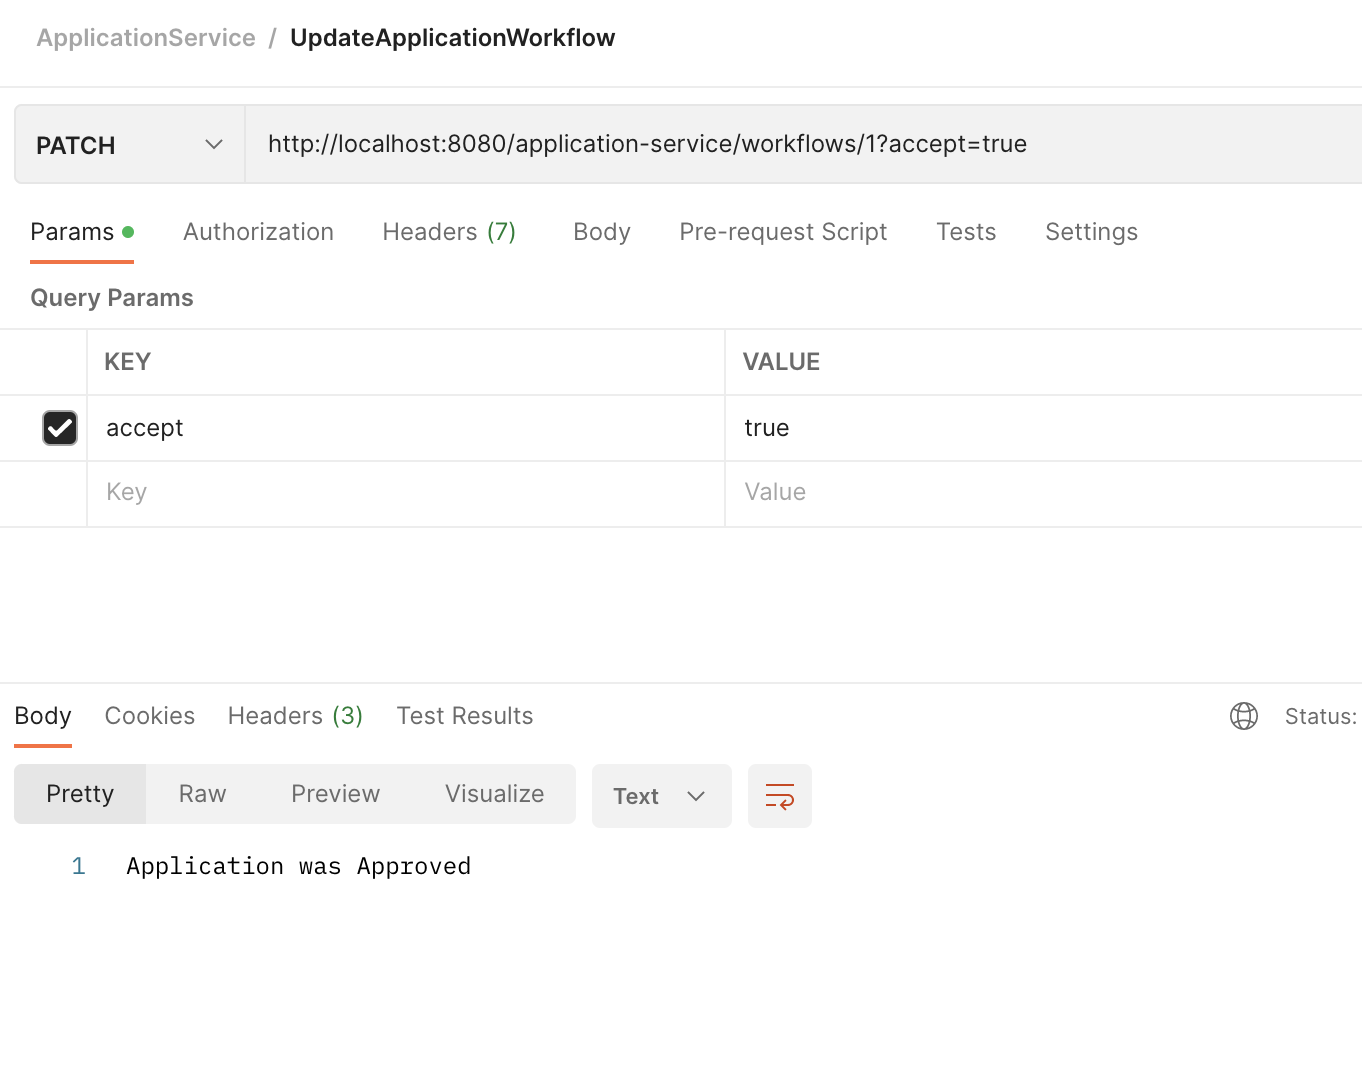 ApplicationService / UpdateApplicationWorkflow
PATCH http://localhost:8080/application-service/workflows/1?accept=true
Params Authorization Headers (7) Body Pre-request Script Tests Settings
Query Params
KEY VALUE
accept true
Key Value
Body Cookies Headers (3) Test Results Status:
Pretty Raw Preview Visualize Text
1 Application was Approved